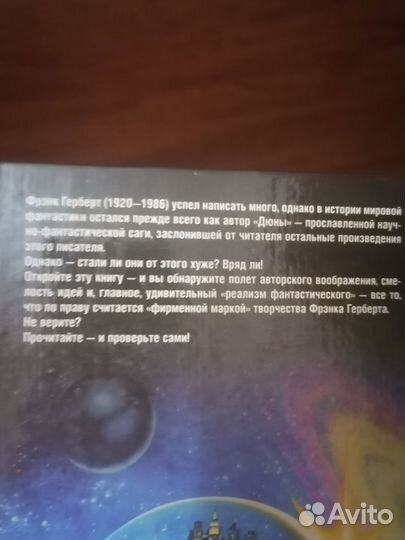 Фрэнк Герберт (1920—1986) успел написать много, однако в истории мировой
фантастики остался прежде всего как автор «Дюны» — прославленной науч-
но-фантастической саги, заслонившей от читателя остальные произведения
этого писателя.
Однако — стали ли они от этого хуже? Вряд ли!
Откройте эту книгу — и вы обнаружите полет авторского воображения, сме-
лость идей и, главное, удивительный "реализм фантастического» — все то,
что по праву считается «фирменной маркой» творчества Фрэнка Герберта.
Не верите?
Прочитайте — и проверьте сами!
Avito